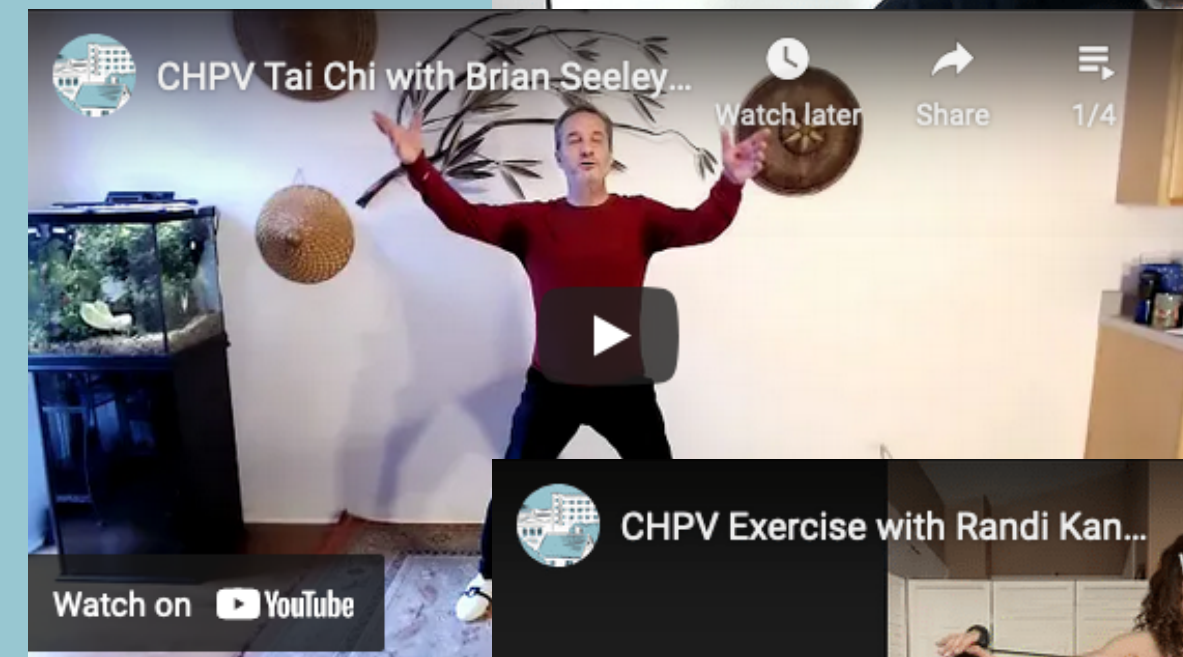 CHPV Tai Chi with Brian Seeley...
Watch later
Share
1/4
CHPV Exercise with Randi Kan...
Watch on YouTube